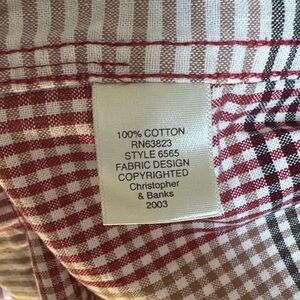 100% COTTON
RN63823
STYLE 6565
FABRIC DESIGN
COPYRIGHTED
Christopher
& Banks
2003